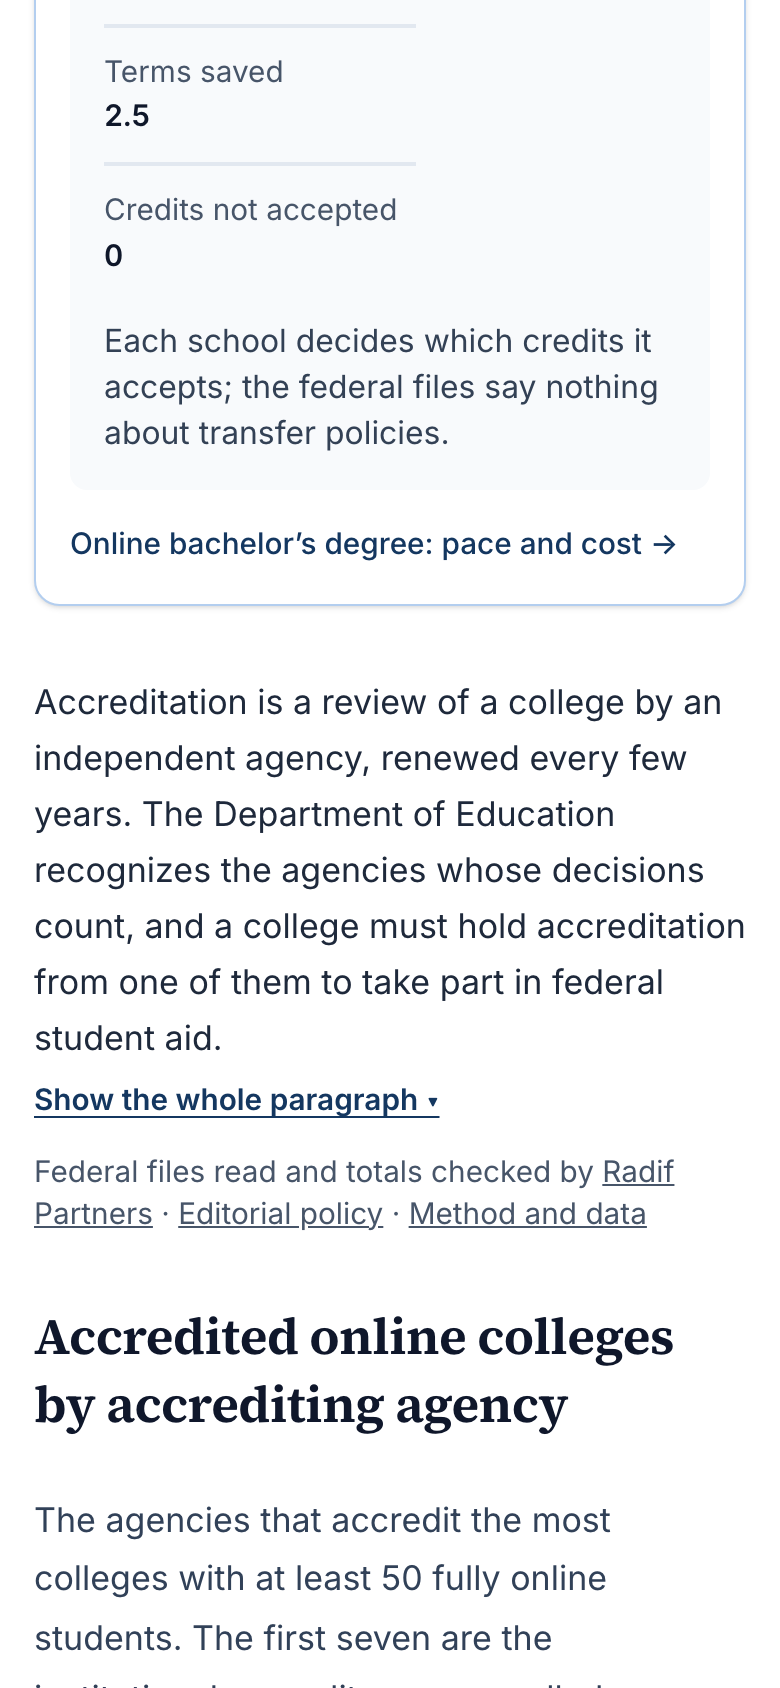 Terms saved
2.5
Credits not accepted
0
Each school decides which credits it
accepts; the federal files say nothing
about transfer policies.
Online bachelor’s degree: pace and cost →
Accreditation is a review of a college by an
independent agency, renewed every few
years. The Department of Education
recognizes the agencies whose decisions
count, and a college must hold accreditation
from one of them to take part in federal
student aid.
Show the whole paragraph ▾
Federal files read and totals checked by Radif
Partners · Editorial policy · Method and data
Accredited online colleges
by accrediting agency
The agencies that accredit the most
colleges with at least 50 fully online
students. The first seven are the